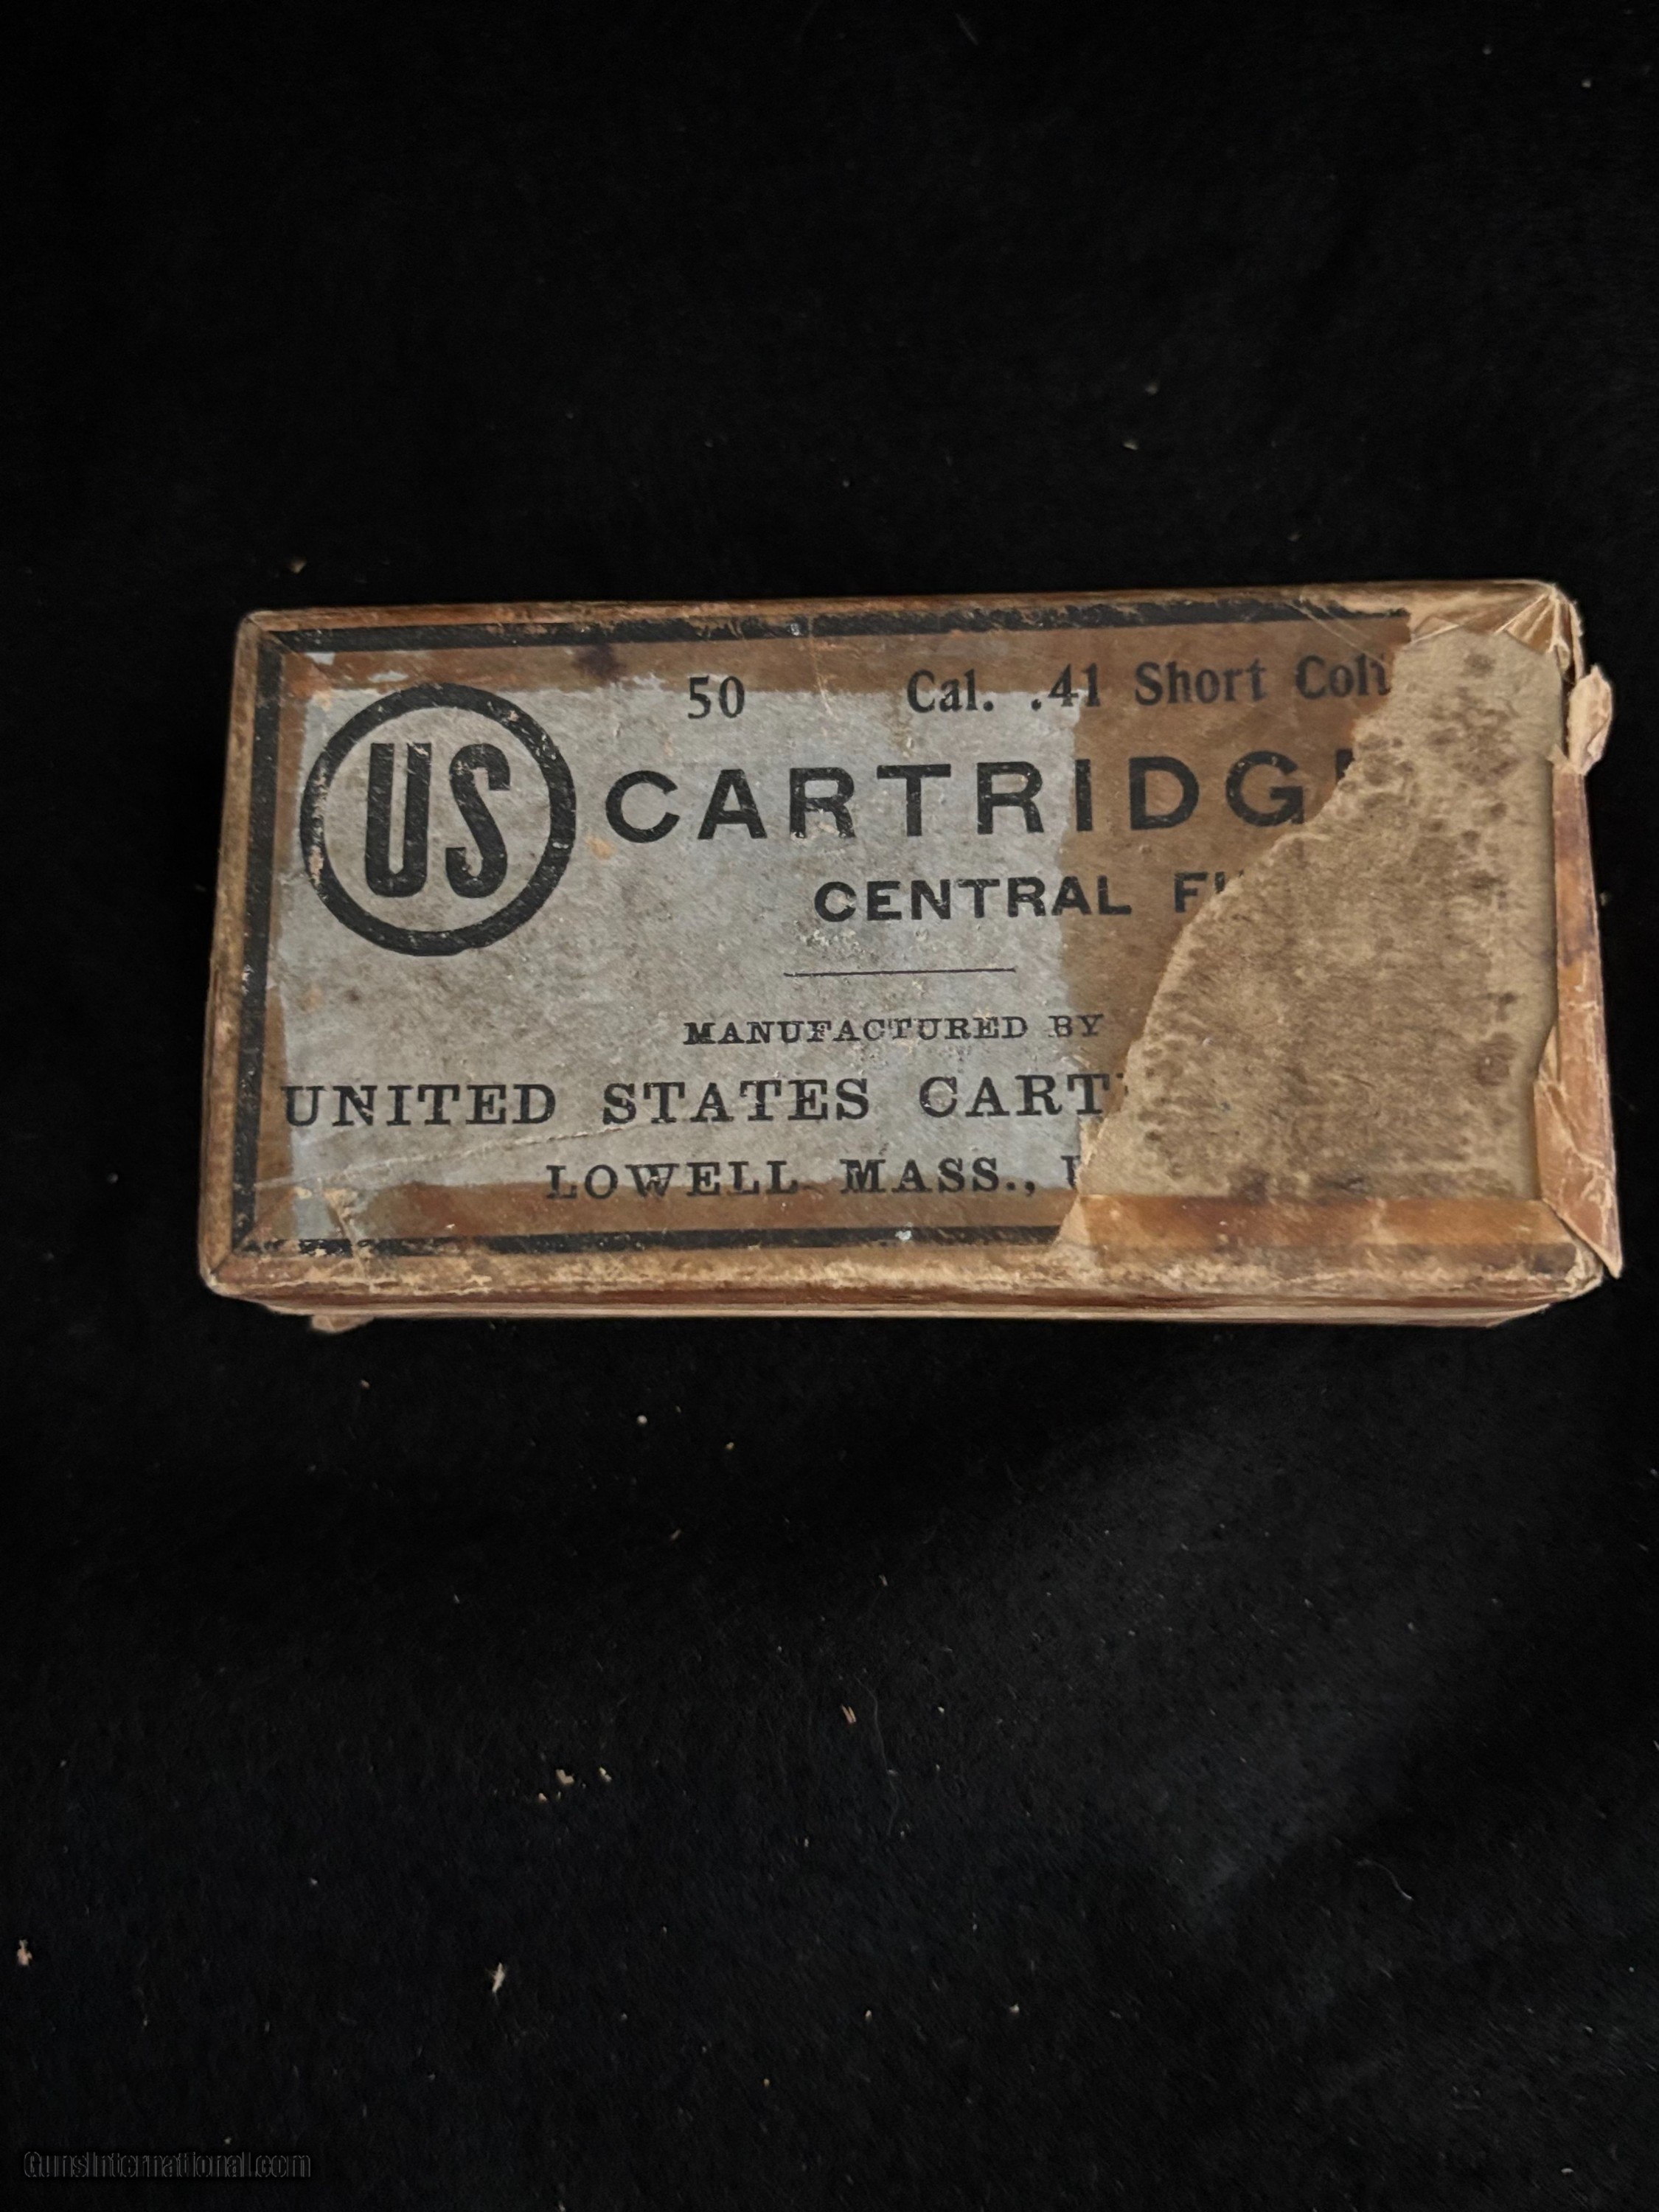 50 Cal. .41 Short Colt
US CARTRIDG
CENTRAL
MANUFACTURED BY
UNITED STATES CART
LOWELL MASS.,
GunsInternational.com